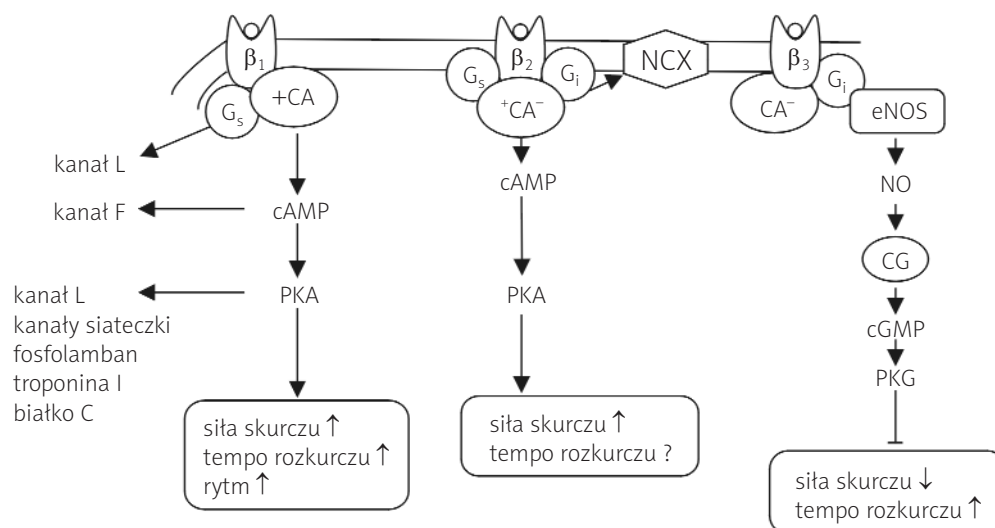 β1
Gs
+CA
kanał L
kanał F
cAMP
PKA
kanał L
kanały siateczki
fosfolamban
troponina I
białko C
siła skurczu ↑
tempo rozkurczu ↑
rytm ↑
β2
Gs
Gi
+CA−
NCX
cAMP
PKA
siła skurczu ↑
tempo rozkurczu ?
β3
Gi
CA−
eNOS
NO
CG
cGMP
PKG
siła skurczu ↓
tempo rozkurczu ↑